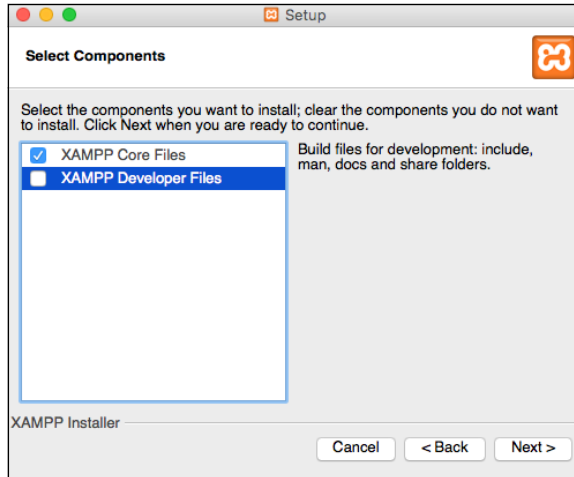 Setup
Select Components
Select the components you want to install; clear the components you do not want
to install. Click Next when you are ready to continue.
XAMPP Core Files
XAMPP Developer Files
Build files for development: include,
man, docs and share folders.
XAMPP Installer
Cancel
< Back
Next >